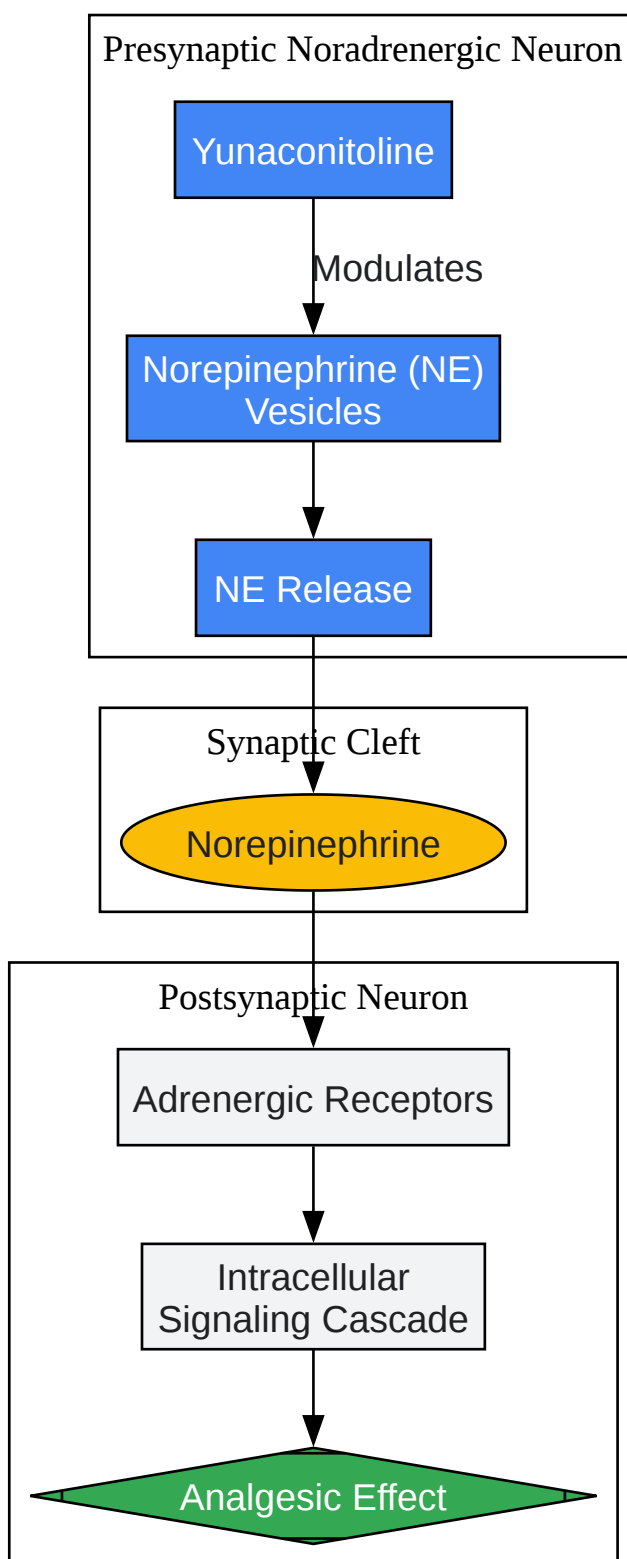 Presynaptic Noradrenergic Neuron
Yunaconitoline
Modulates
Norepinephrine (NE)
Vesicles
NE Release
Synaptic Cleft
Norepinephrine
Postsynaptic Neuron
Adrenergic Receptors
Intracellular
Signaling Cascade
Analgesic Effect